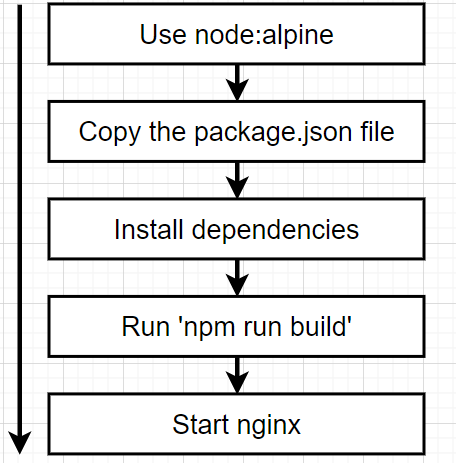 Use node:alpine
Copy the package.json file
Install dependencies
Run 'npm run build'
Start nginx